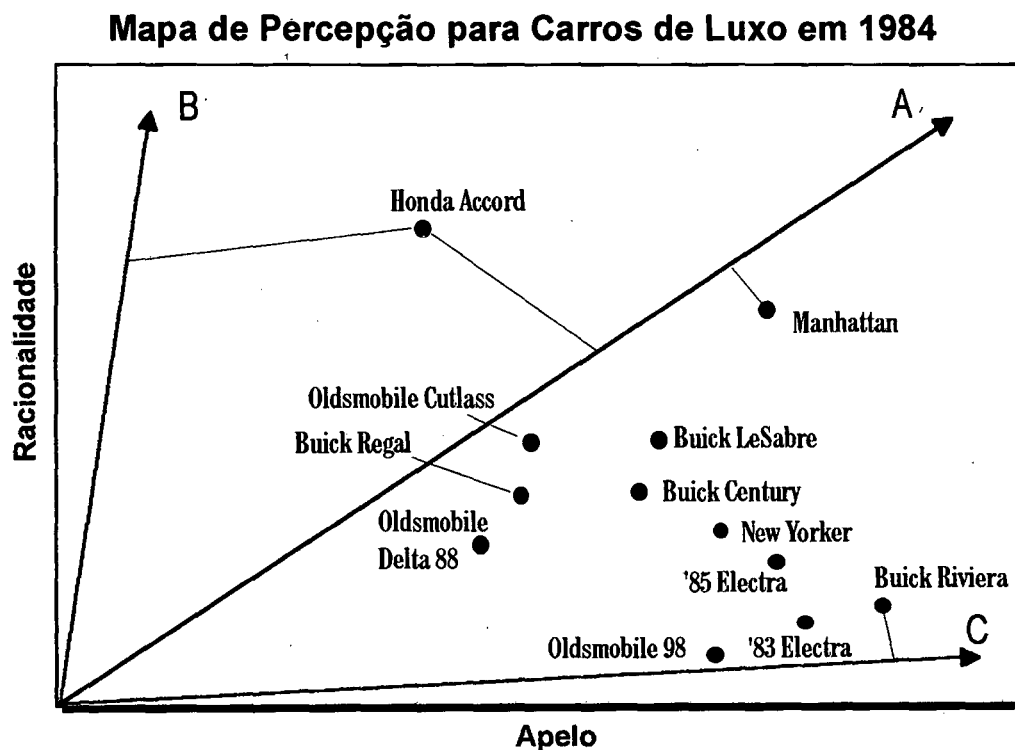 Mapa de Percepção para Carros de Luxo em 1984
B
A
Honda Accord
Manhattan
Racionalidade
Oldsmobile Cutlass
Buick LeSabre
Buick Regal
Buick Century
Oldsmobile
Delta 88
New Yorker
'85 Electra
Buick Riviera
C
Oldsmobile 98
'83 Electra
Apelo